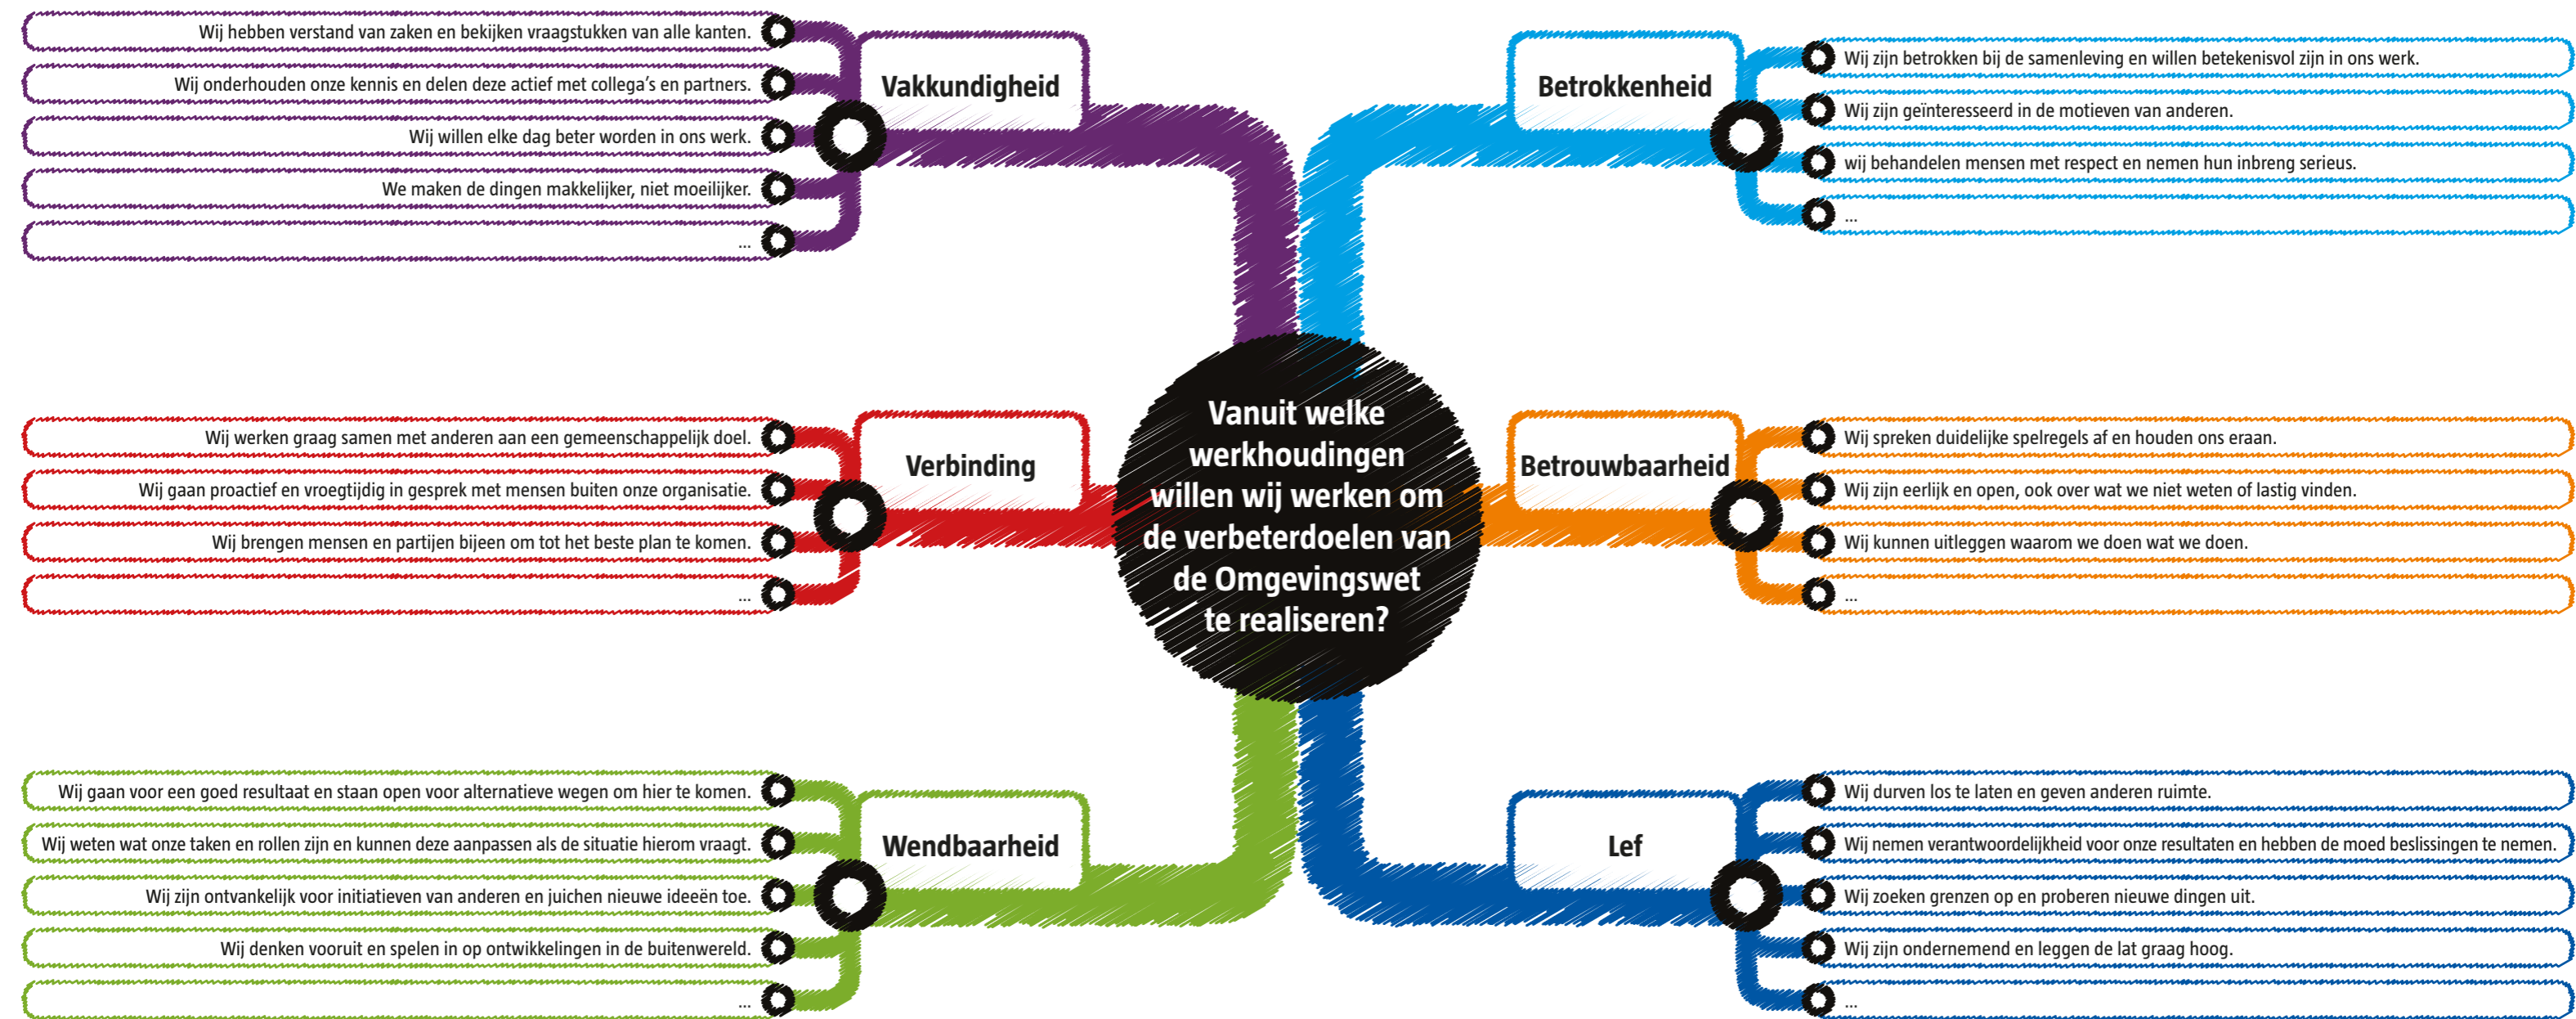 Vanuit welke
werkhoudingen
willen wij werken om
de verbeterdoelen van
de Omgevingswet
te realiseren?
Vakkundigheid
Wij hebben verstand van zaken en bekijken vraagstukken van alle kanten.
Wij onderhouden onze kennis en delen deze actief met collega's en partners.
Wij willen elke dag beter worden in ons werk.
We maken de dingen makkelijker, niet moeilijker.
...
Betrokkenheid
Wij zijn betrokken bij de samenleving en willen betekenisvol zijn in ons werk.
Wij zijn geïnteresseerd in de motieven van anderen.
wij behandelen mensen met respect en nemen hun inbreng serieus.
...
Verbinding
Wij werken graag samen met anderen aan een gemeenschappelijk doel.
Wij gaan proactief en vroegtijdig in gesprek met mensen buiten onze organisatie.
Wij brengen mensen en partijen bijeen om tot het beste plan te komen.
...
Betrouwbaarheid
Wij spreken duidelijke spelregels af en houden ons eraan.
Wij zijn eerlijk en open, ook over wat we niet weten of lastig vinden.
Wij kunnen uitleggen waarom we doen wat we doen.
...
Wendbaarheid
Wij gaan voor een goed resultaat en staan open voor alternatieve wegen om hier te komen.
Wij weten wat onze taken en rollen zijn en kunnen deze aanpassen als de situatie hierom vraagt.
Wij zijn ontvankelijk voor initiatieven van anderen en juichen nieuwe ideeën toe.
Wij denken vooruit en spelen in op ontwikkelingen in de buitenwereld.
...
Lef
Wij durven los te laten en geven anderen ruimte.
Wij nemen verantwoordelijkheid voor onze resultaten en hebben de moed beslissingen te nemen.
Wij zoeken grenzen op en proberen nieuwe dingen uit.
Wij zijn ondernemend en leggen de lat graag hoog.
...